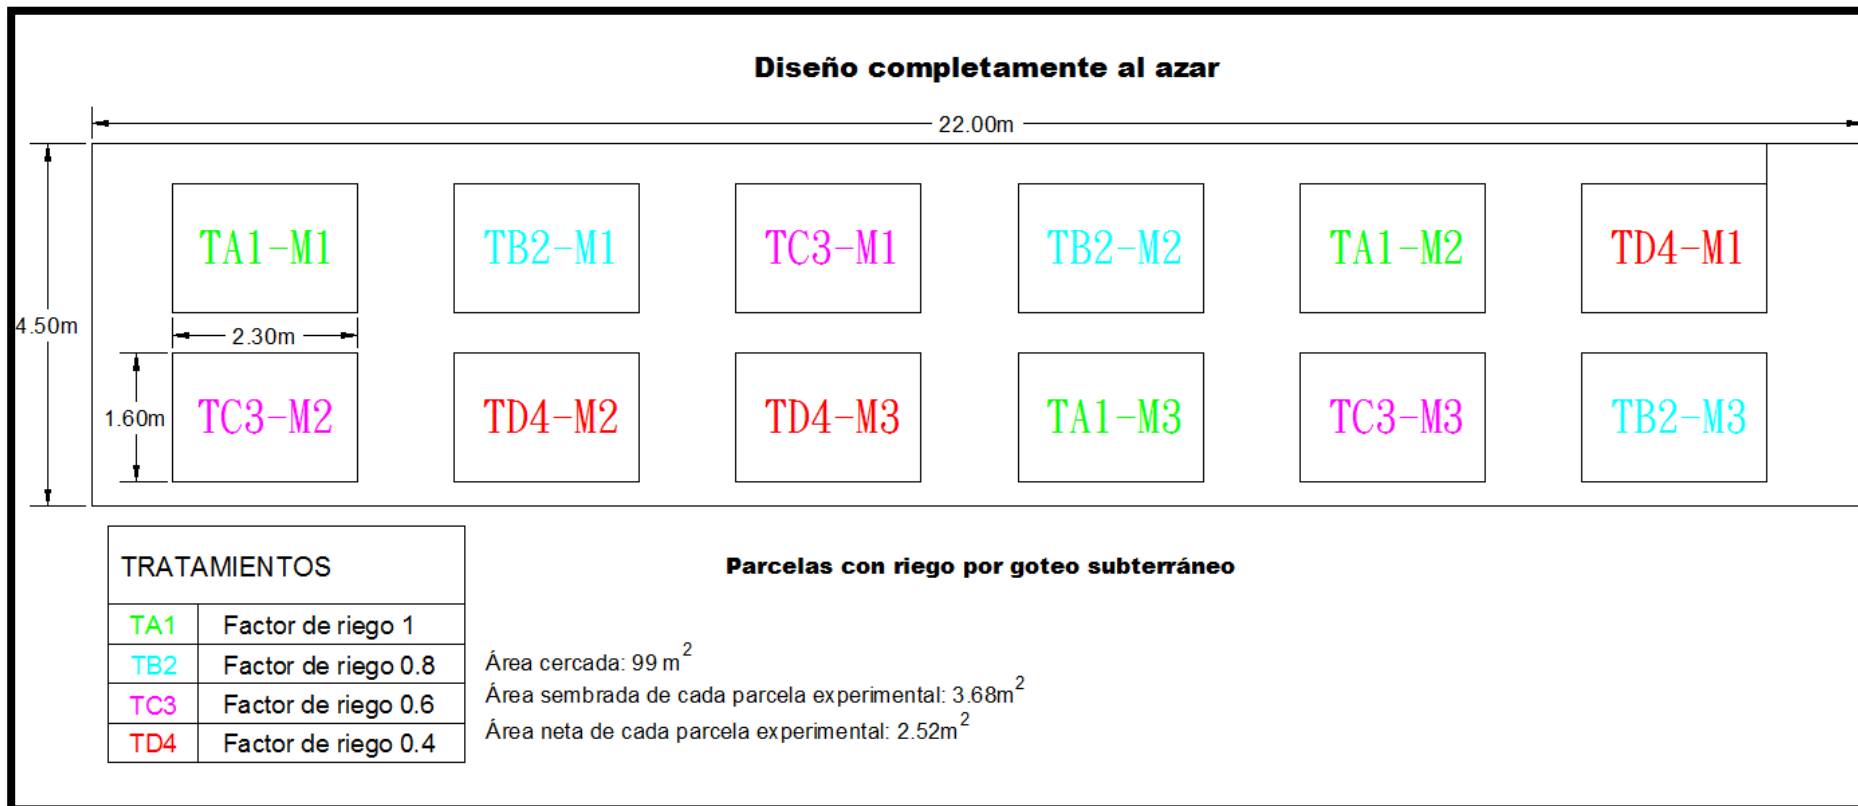 Diseño completamente al azar
22.00m
TA1-M1 TB2-M1 TC3-M1 TB2-M2 TA1-M2 TD4-M1
4.50m
2.30m
1.60m
TC3-M2 TD4-M2 TD4-M3 TA1-M3 TC3-M3 TB2-M3
TRATAMIENTOS
TA1 Factor de riego 1
TB2 Factor de riego 0.8
TC3 Factor de riego 0.6
TD4 Factor de riego 0.4
Parcelas con riego por goteo subterráneo
Área cercada: 99 m²
Área sembrada de cada parcela experimental: 3.68m²
Área neta de cada parcela experimental: 2.52m²